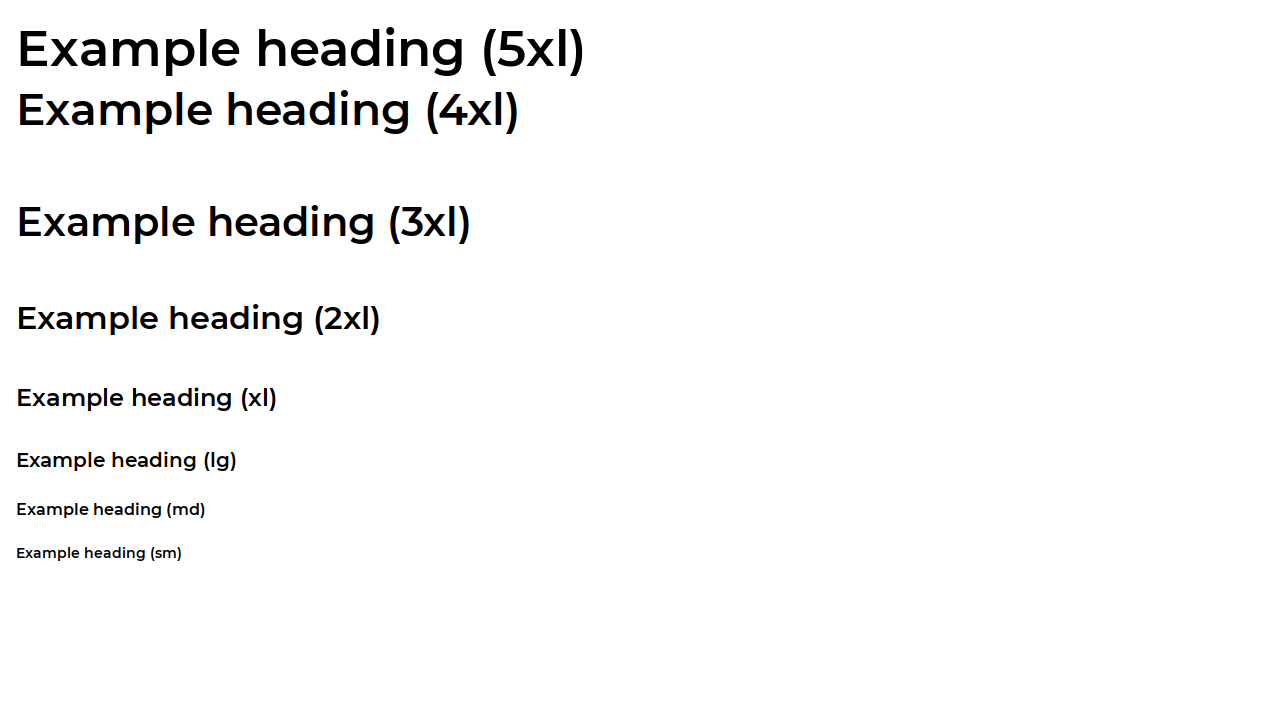 Example heading (5xl)
Example heading (4xl)
Example heading (3xl)
Example heading (2xl)
Example heading (xl)
Example heading (lg)
Example heading (md)
Example heading (sm)